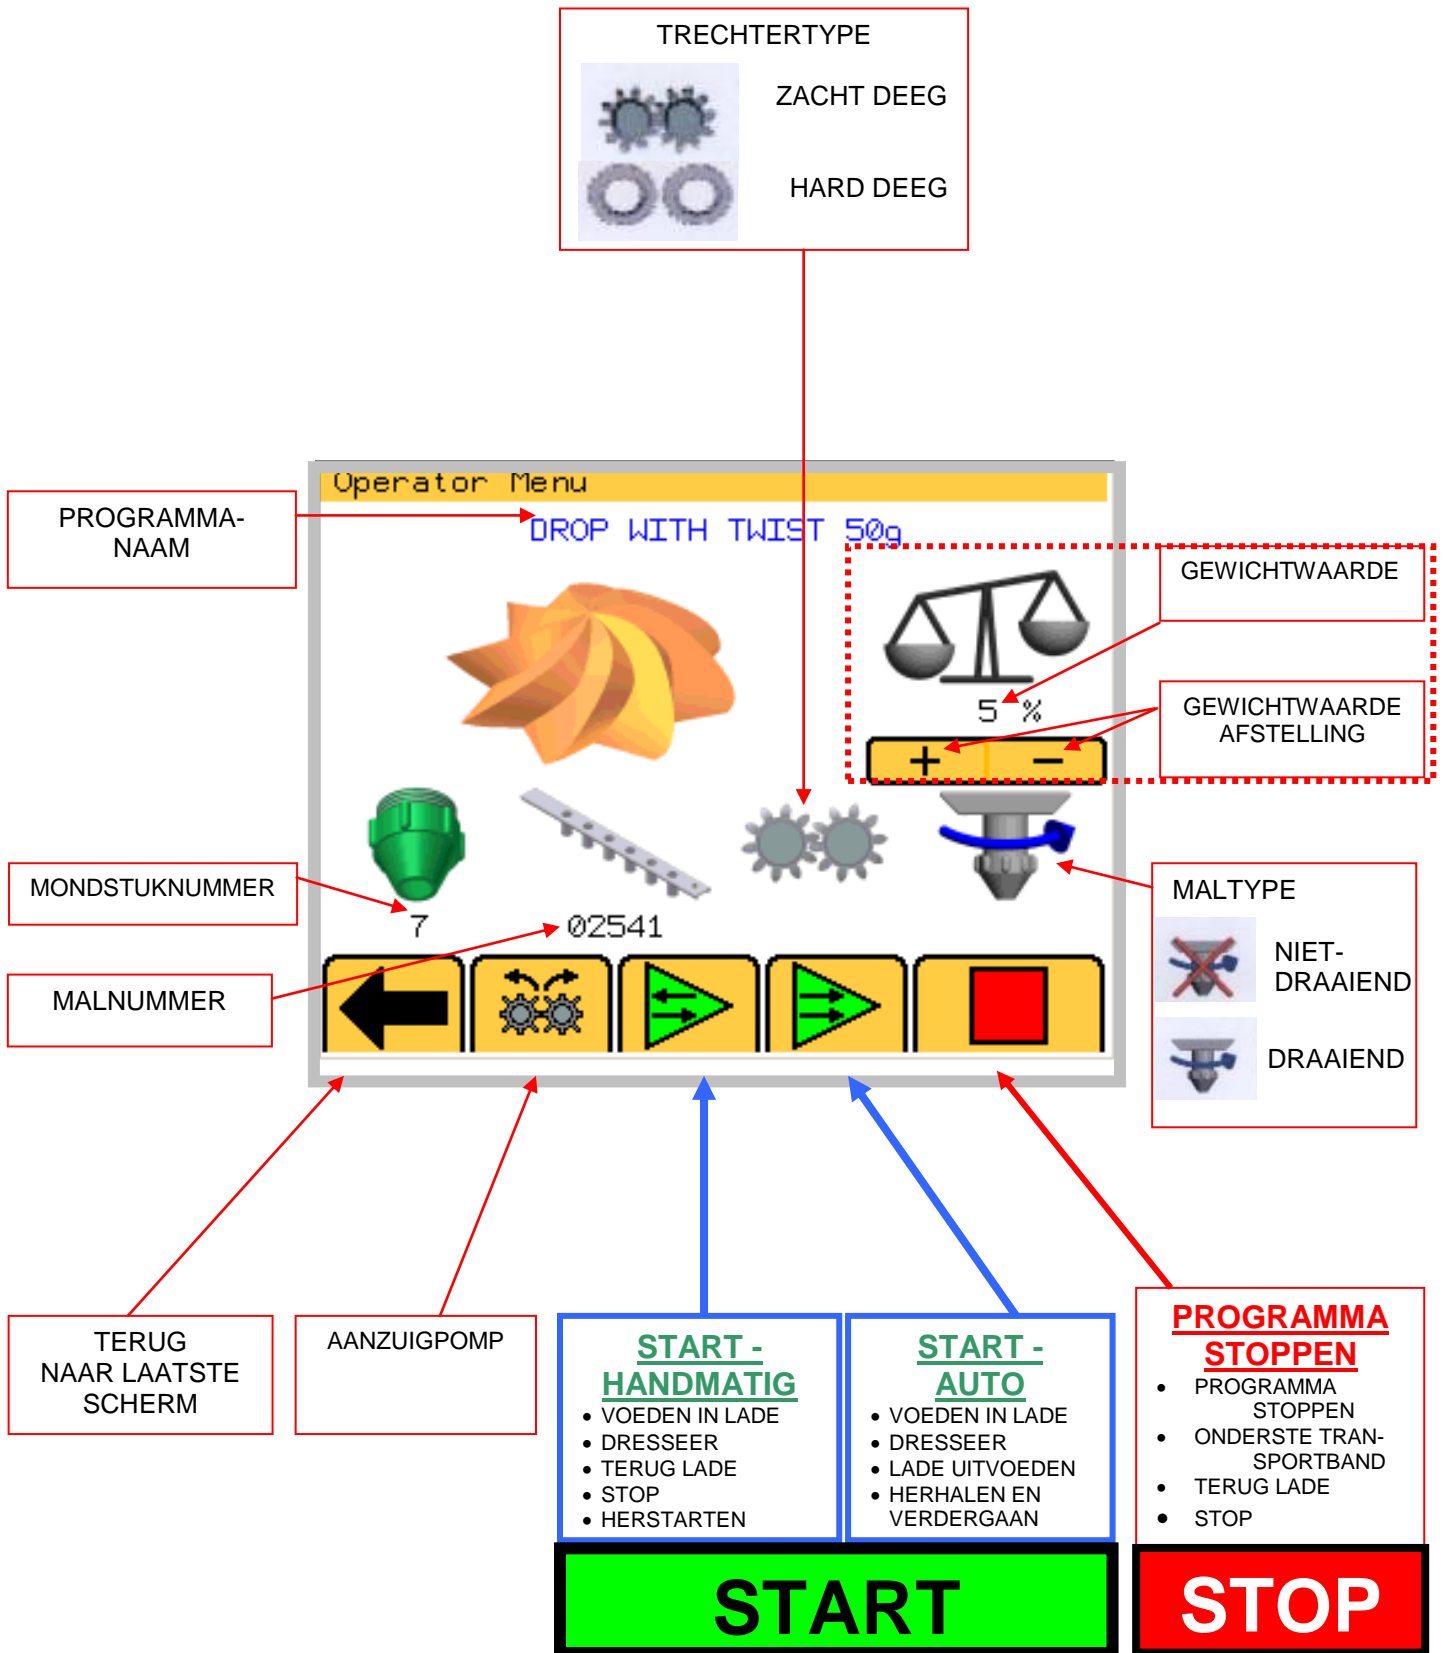 TRECHTERTYPE
ZACHT DEEG
HARD DEEG
Operator Menu
PROGRAMMA-
NAAM
DROP WITH TWIST 50g
GEWICHTWAARDE
5 %
GEWICHTWAARDE
AFSTELLING
+ −
MONDSTUKNUMMER
7
02541
MALNUMMER
MALTYPE
NIET-
DRAAIEND
DRAAIEND
TERUG
NAAR LAATSTE
SCHERM
AANZUIGPOMP
START -
HANDMATIG
• VOEDEN IN LADE
• DRESSEER
• TERUG LADE
• STOP
• HERSTARTEN
START -
AUTO
• VOEDEN IN LADE
• DRESSEER
• LADE UITVOEDEN
• HERHALEN EN
VERDERGAAN
PROGRAMMA
STOPPEN
• PROGRAMMA
STOPPEN
• ONDERSTE TRAN-
SPORTBAND
• TERUG LADE
• STOP
START
STOP